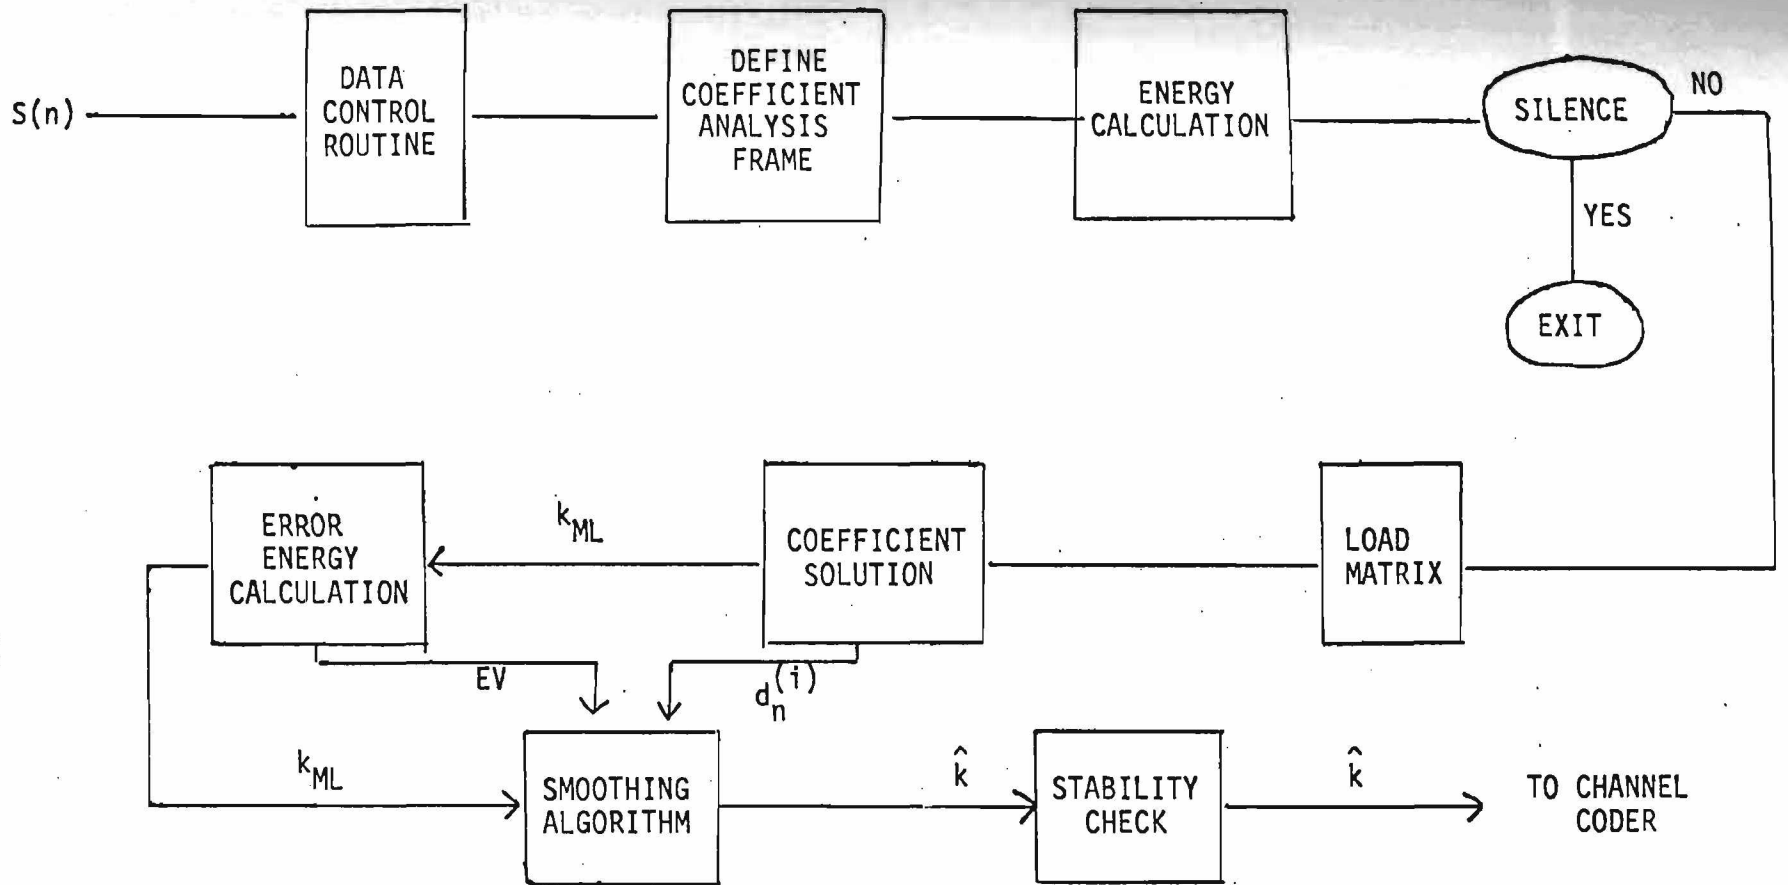 S(n)
DATA
CONTROL
ROUTINE
DEFINE
COEFFICIENT
ANALYSIS
FRAME
ENERGY
CALCULATION
SILENCE
NO
YES
EXIT
ERROR
ENERGY
CALCULATION
k_ML
COEFFICIENT
SOLUTION
LOAD
MATRIX
EV
d_n^(i)
k_ML
SMOOTHING
ALGORITHM
k̂
STABILITY
CHECK
k̂
TO CHANNEL
CODER